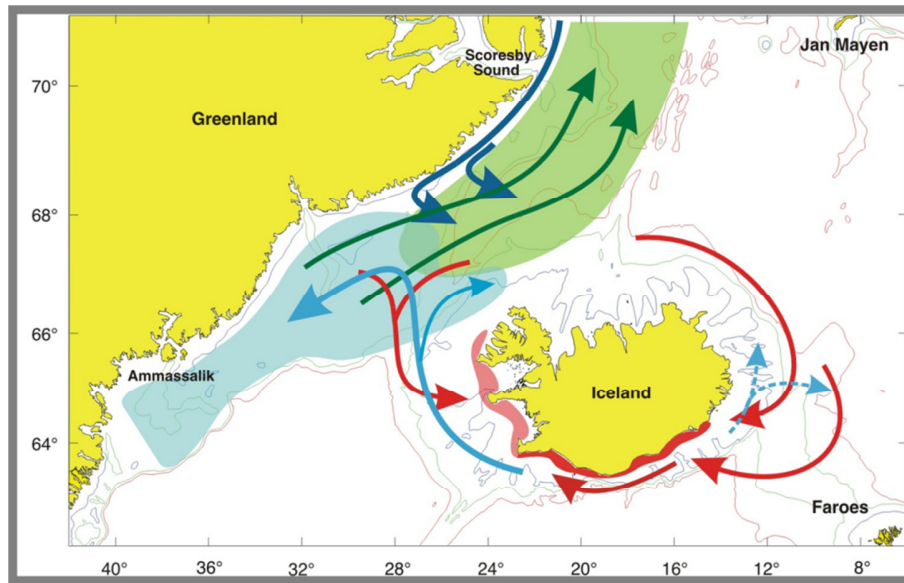 Jan Mayen
Scoresby
Sound
70°
Greenland
68°
66°
Ammassalik
Iceland
64°
Faroes
40° 36° 32° 28° 24° 20° 16° 12° 8°